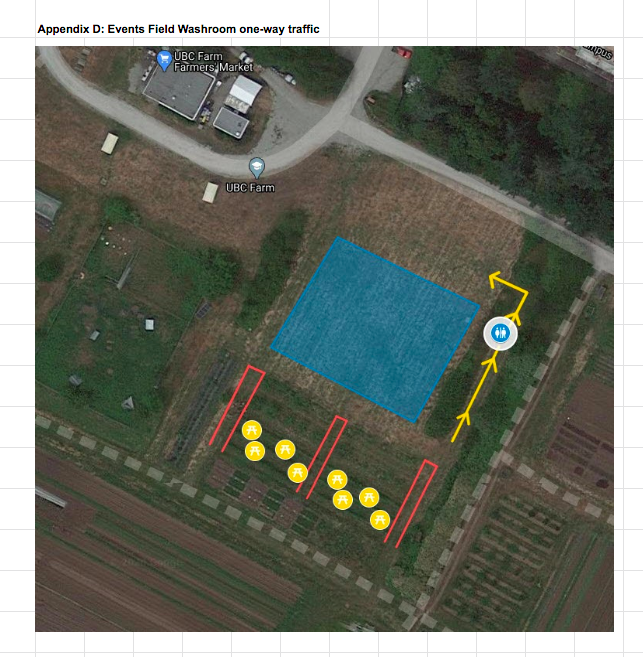 Appendix D: Events Field Washroom one-way traffic
UBC Farm
Farmers' Market
UBC Farm